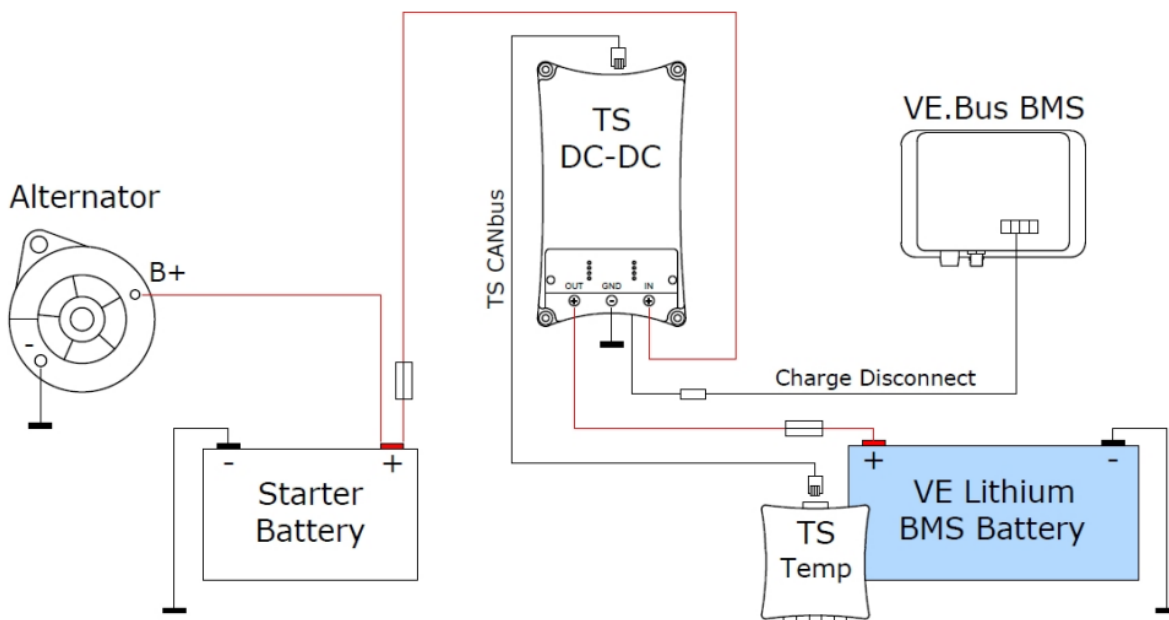 TS
DC-DC
VE.Bus BMS
Alternator
B+
-
TS CANbus
OUT
GND
IN
+
-
+
Charge Disconnect
-
+
Starter
Battery
+
-
VE Lithium
BMS Battery
TS
Temp